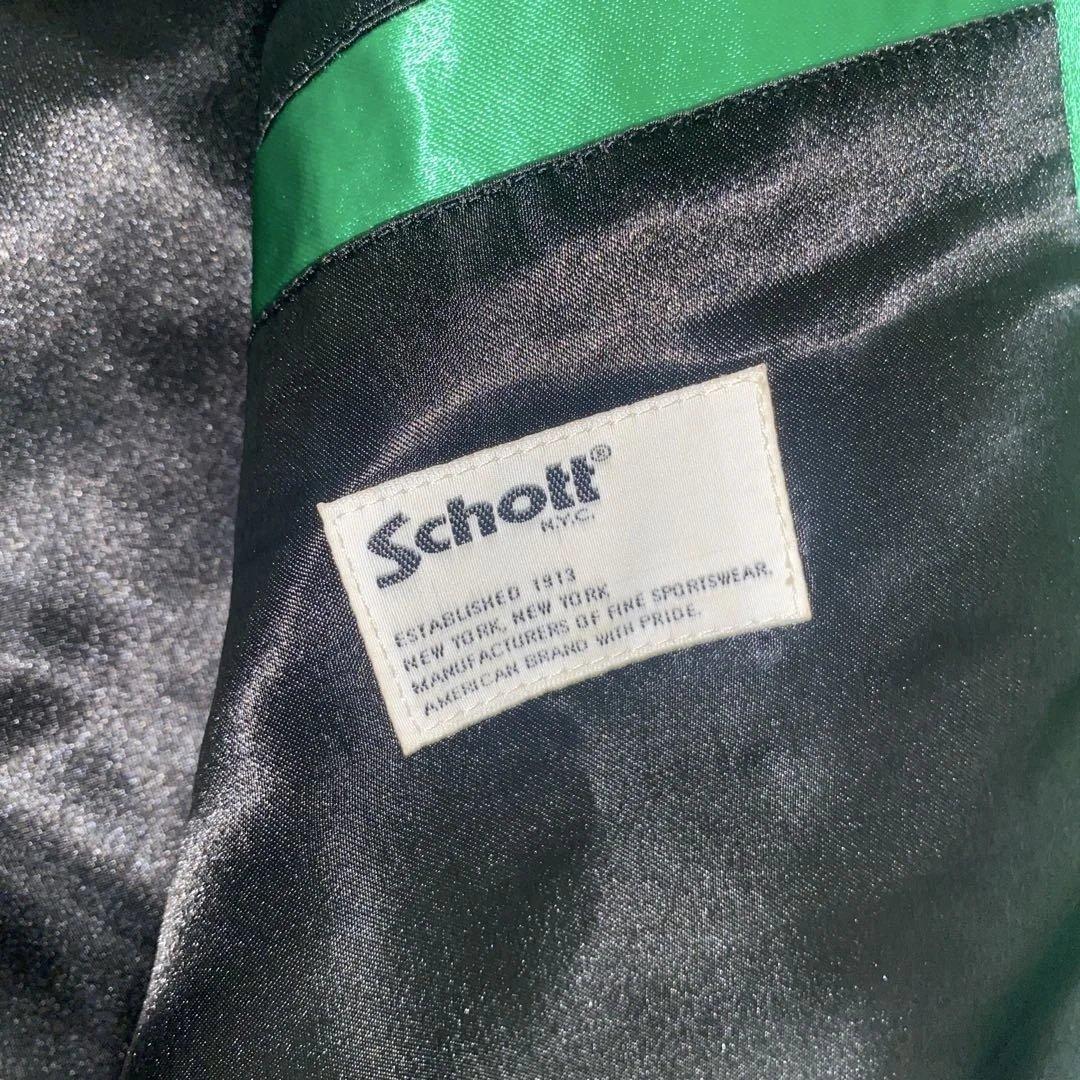 Schott®
N.Y.C.
ESTABLISHED 1913
NEW YORK, NEW YORK
MANUFACTURERS OF FINE SPORTSWEAR.
AMERICAN BRAND WITH PRIDE.